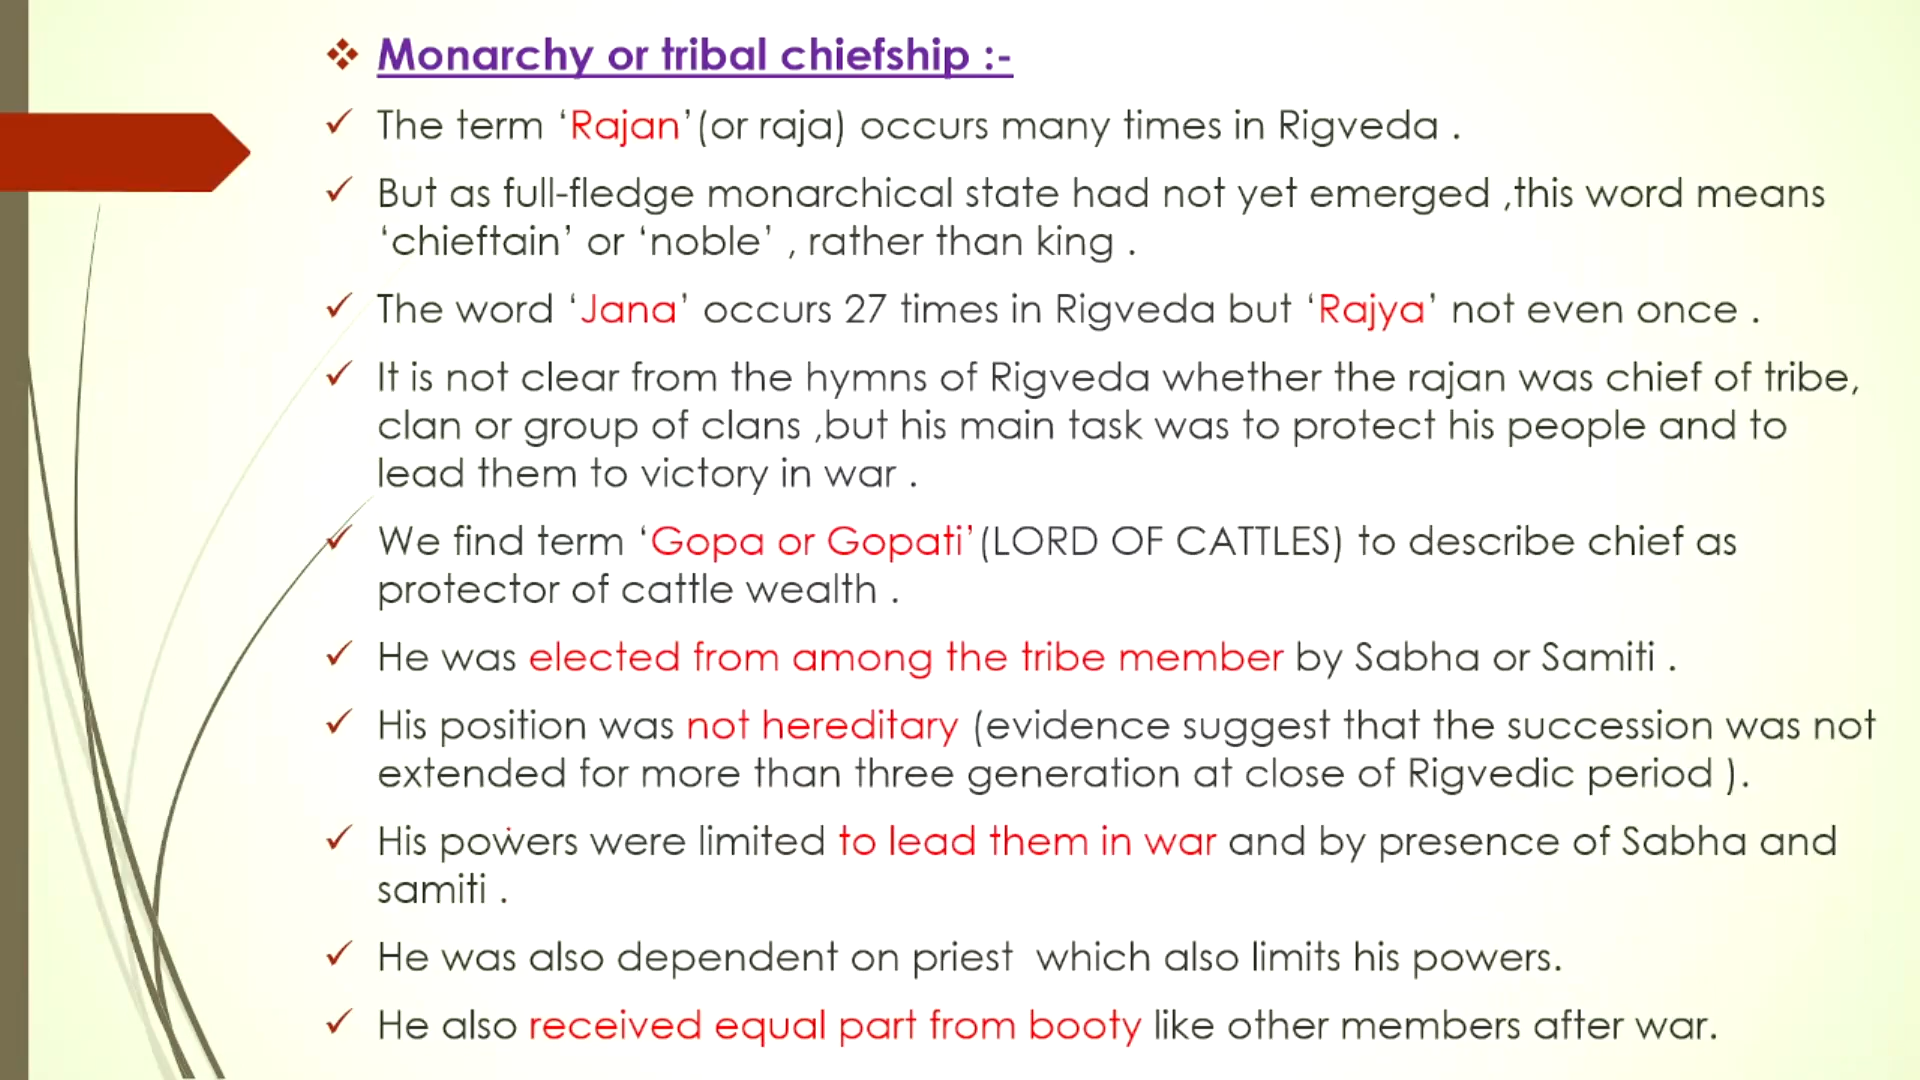 Monarchy or tribal chiefship :-
The term ‘Rajan’(or raja) occurs many times in Rigveda .
But as full-fledge monarchical state had not yet emerged ,this word means
‘chieftain’ or ‘noble’ , rather than king .
The word ‘Jana’ occurs 27 times in Rigveda but ‘Rajya’ not even once .
It is not clear from the hymns of Rigveda whether the rajan was chief of tribe,
clan or group of clans ,but his main task was to protect his people and to
lead them to victory in war .
We find term ‘Gopa or Gopati’(LORD OF CATTLES) to describe chief as
protector of cattle wealth .
He was elected from among the tribe member by Sabha or Samiti .
His position was not hereditary (evidence suggest that the succession was not
extended for more than three generation at close of Rigvedic period ).
His powers were limited to lead them in war and by presence of Sabha and
samiti .
He was also dependent on priest which also limits his powers.
He also received equal part from booty like other members after war.